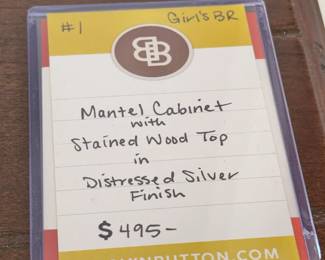 #1 Girl's BR
B B
Mantel Cabinet
with
Stained Wood Top
in
Distressed Silver
Finish
$495-